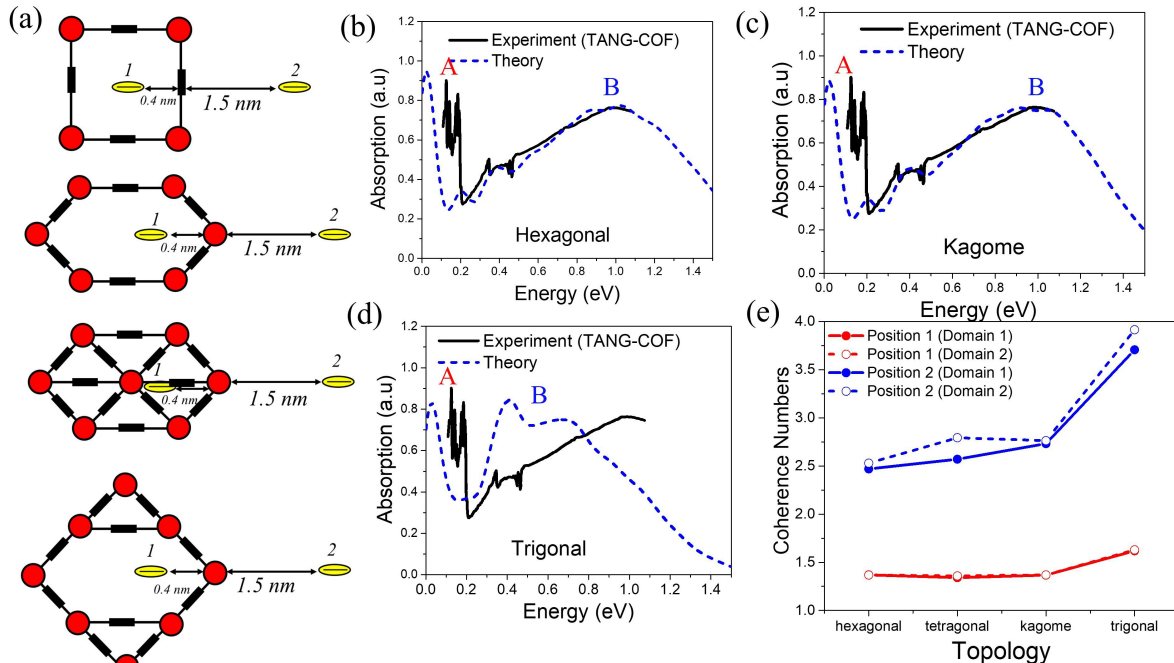 (a)
1
2
0.4 nm
1.5 nm
1
2
0.4 nm
1.5 nm
1
2
0.4 nm
1.5 nm
1
2
0.4 nm
1.5 nm
(b)
1.2
1.0
0.8
0.6
0.4
0.2
0.0
Absorption (a.u)
Experiment (TANG-COF)
Theory
A
B
Hexagonal
0.0 0.2 0.4 0.6 0.8 1.0 1.2 1.4
Energy (eV)
(c)
1.2
1.0
0.8
0.6
0.4
0.2
0.0
Absorption (a.u)
Experiment (TANG-COF)
Theory
A
B
Kagome
0.0 0.2 0.4 0.6 0.8 1.0 1.2 1.4
Energy (eV)
(d)
1.2
1.0
0.8
0.6
0.4
0.2
0.0
Absorption (a.u)
Experiment (TANG-COF)
Theory
A
B
Trigonal
0.0 0.2 0.4 0.6 0.8 1.0 1.2 1.4
Energy (eV)
(e)
4.0
3.5
3.0
2.5
2.0
1.5
1.0
Coherence Numbers
Position 1 (Domain 1)
Position 1 (Domain 2)
Position 2 (Domain 1)
Position 2 (Domain 2)
hexagonal tetragonal kagome trigonal
Topology